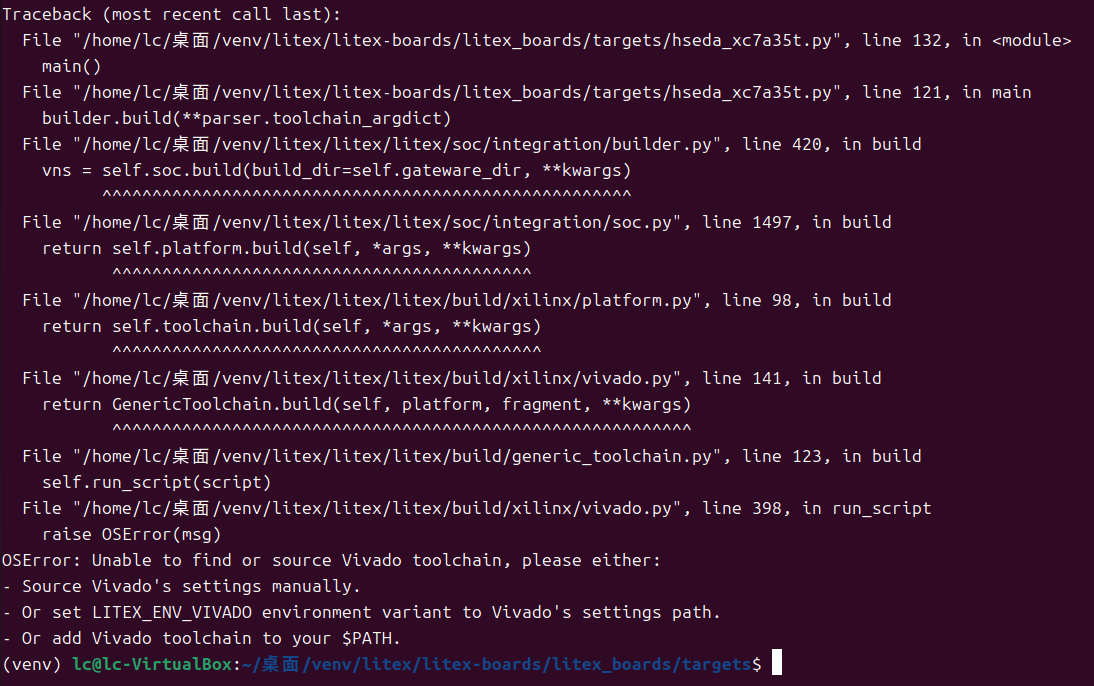 Traceback (most recent call last):
  File "/home/lc/桌面/venv/litex/litex-boards/litex_boards/targets/hseda_xc7a35t.py", line 132, in <module>
    main()
  File "/home/lc/桌面/venv/litex/litex-boards/litex_boards/targets/hseda_xc7a35t.py", line 121, in main
    builder.build(**parser.toolchain_argdict)
  File "/home/lc/桌面/venv/litex/litex/litex/soc/integration/builder.py", line 420, in build
    vns = self.soc.build(build_dir=self.gateware_dir, **kwargs)
          ^^^^^^^^^^^^^^^^^^^^^^^^^^^^^^^^^^^^^^^^^^^^^^^^^^^^^
  File "/home/lc/桌面/venv/litex/litex/litex/soc/integration/soc.py", line 1497, in build
    return self.platform.build(self, *args, **kwargs)
           ^^^^^^^^^^^^^^^^^^^^^^^^^^^^^^^^^^^^^^^^^^
  File "/home/lc/桌面/venv/litex/litex/litex/build/xilinx/platform.py", line 98, in build
    return self.toolchain.build(self, *args, **kwargs)
           ^^^^^^^^^^^^^^^^^^^^^^^^^^^^^^^^^^^^^^^^^^^
  File "/home/lc/桌面/venv/litex/litex/litex/build/xilinx/vivado.py", line 141, in build
    return GenericToolchain.build(self, platform, fragment, **kwargs)
           ^^^^^^^^^^^^^^^^^^^^^^^^^^^^^^^^^^^^^^^^^^^^^^^^^^^^^^^^^^
  File "/home/lc/桌面/venv/litex/litex/litex/build/generic_toolchain.py", line 123, in build
    self.run_script(script)
  File "/home/lc/桌面/venv/litex/litex/litex/build/xilinx/vivado.py", line 398, in run_script
    raise OSError(msg)
OSError: Unable to find or source Vivado toolchain, please either:
- Source Vivado's settings manually.
- Or set LITEX_ENV_VIVADO environment variant to Vivado's settings path.
- Or add Vivado toolchain to your $PATH.
(venv) lc@lc-VirtualBox:~/桌面/venv/litex/litex-boards/litex_boards/targets$